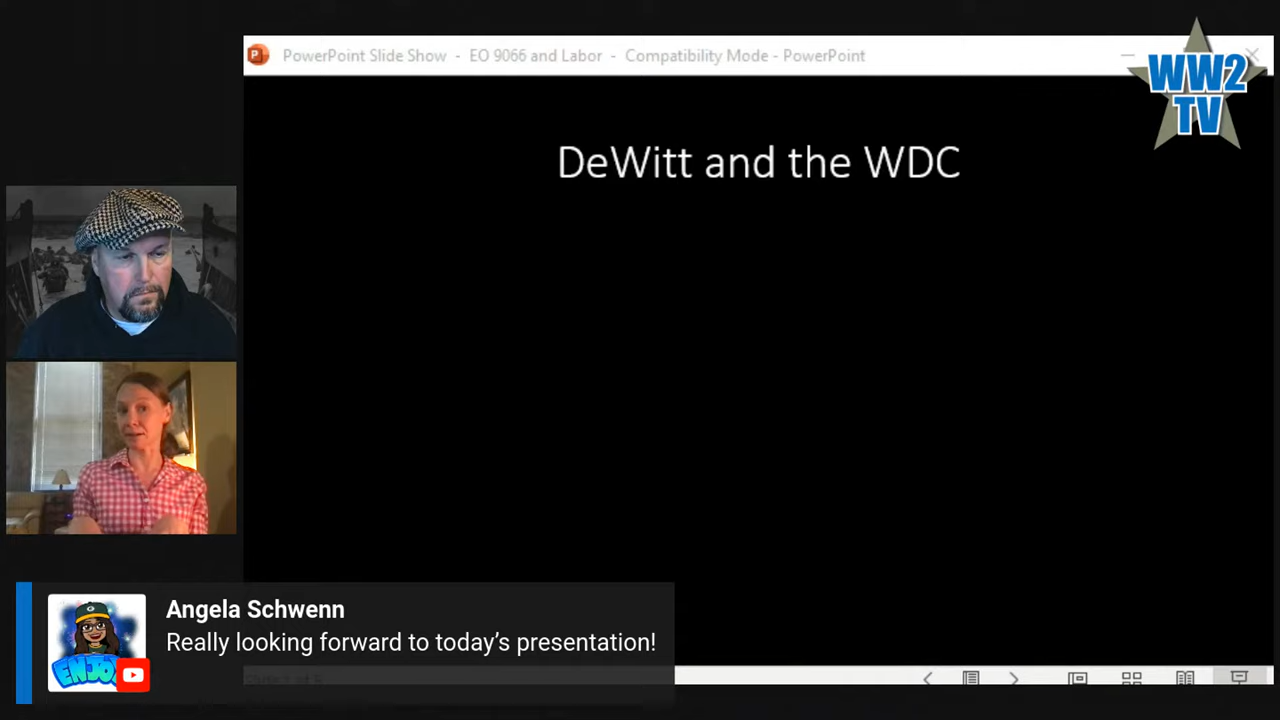 PowerPoint Slide Show - EO 9066 and Labor - Compatibility Mode - PowerPoint
WW2
TV
DeWitt and the WDC
Angela Schwenn
Really looking forward to today's presentation!
ENJOY